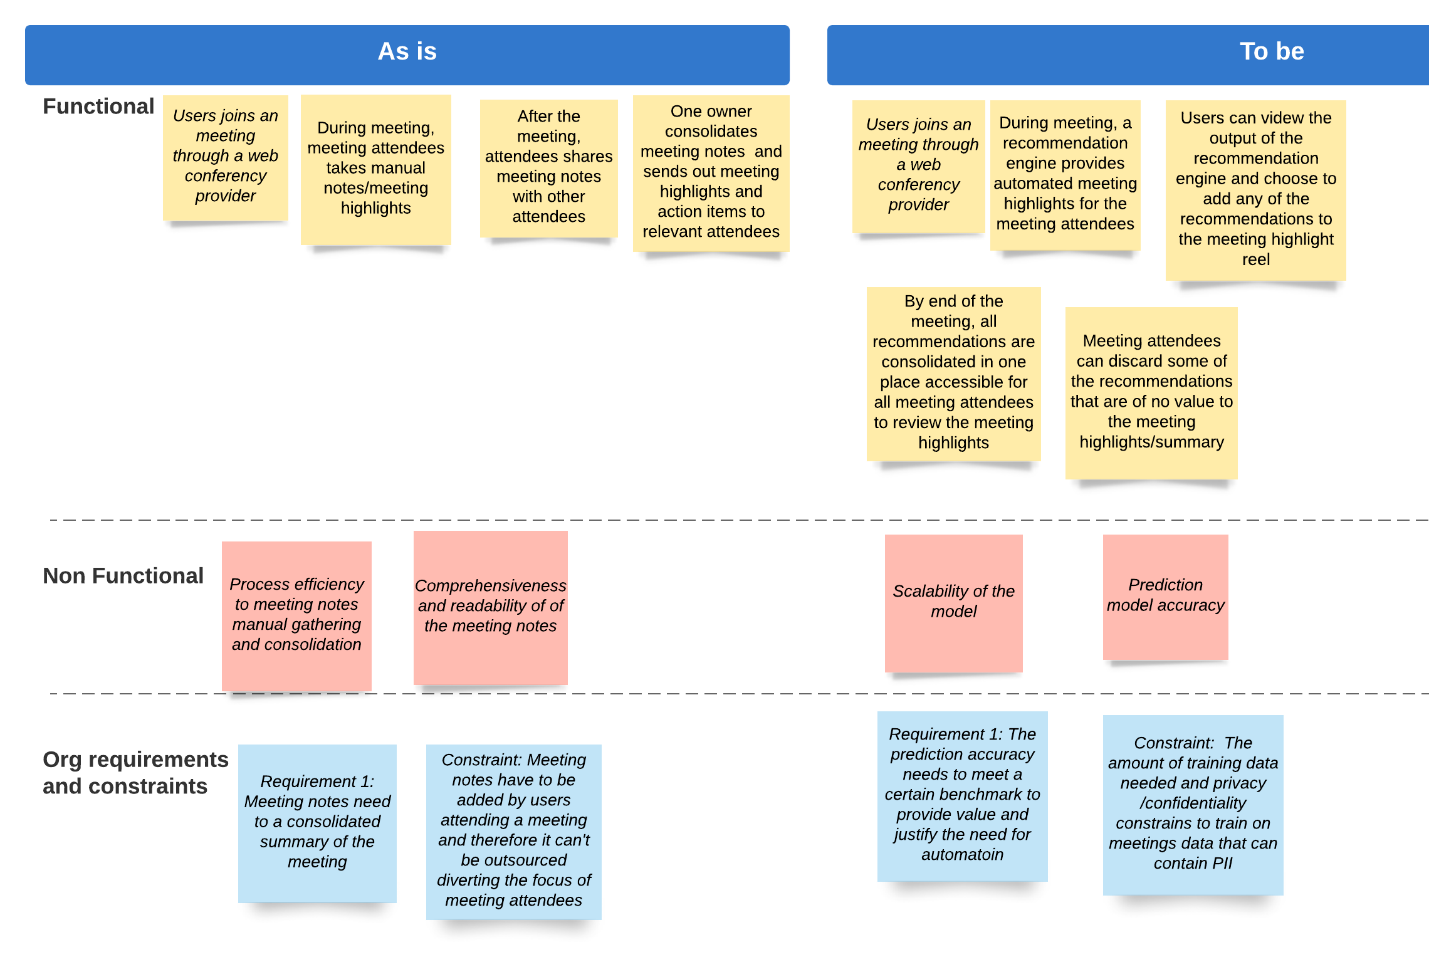 As is
To be
Functional
Users joins an
meeting
through a web
conferency
provider
During meeting,
meeting attendees
takes manual
notes/meeting
highlights
After the
meeting,
attendees shares
meeting notes
with other
attendees
One owner
consolidates
meeting notes  and
sends out meeting
highlights and
action items to
relevant attendees
Users joins an
meeting through
a web
conferency
provider
During meeting, a
recommendation
engine provides
automated meeting
highlights for the
meeting attendees
Users can videw the
output of the
recommendation
engine and choose to
add any of the
recommendations to
the meeting highlight
reel
By end of the
meeting, all
recommendations are
consolidated in one
place accessible for
all meeting attendees
to review the meeting
highlights
Meeting attendees
can discard some of
the recommendations
that are of no value to
the meeting
highlights/summary
Non Functional
Process efficiency
to meeting notes
manual gathering
and consolidation
Comprehensiveness
and readability of of
the meeting notes
Scalability of the
model
Prediction
model accuracy
Org requirements
and constraints
Requirement 1:
Meeting notes need
to a consolidated
summary of the
meeting
Constraint: Meeting
notes have to be
added by users
attending a meeting
and therefore it can't
be outsourced
diverting the focus of
meeting attendees
Requirement 1: The
prediction accuracy
needs to meet a
certain benchmark to
provide value and
justify the need for
automatoin
Constraint:  The
amount of training data
needed and privacy
/confidentiality
constrains to train on
meetings data that can
contain PII